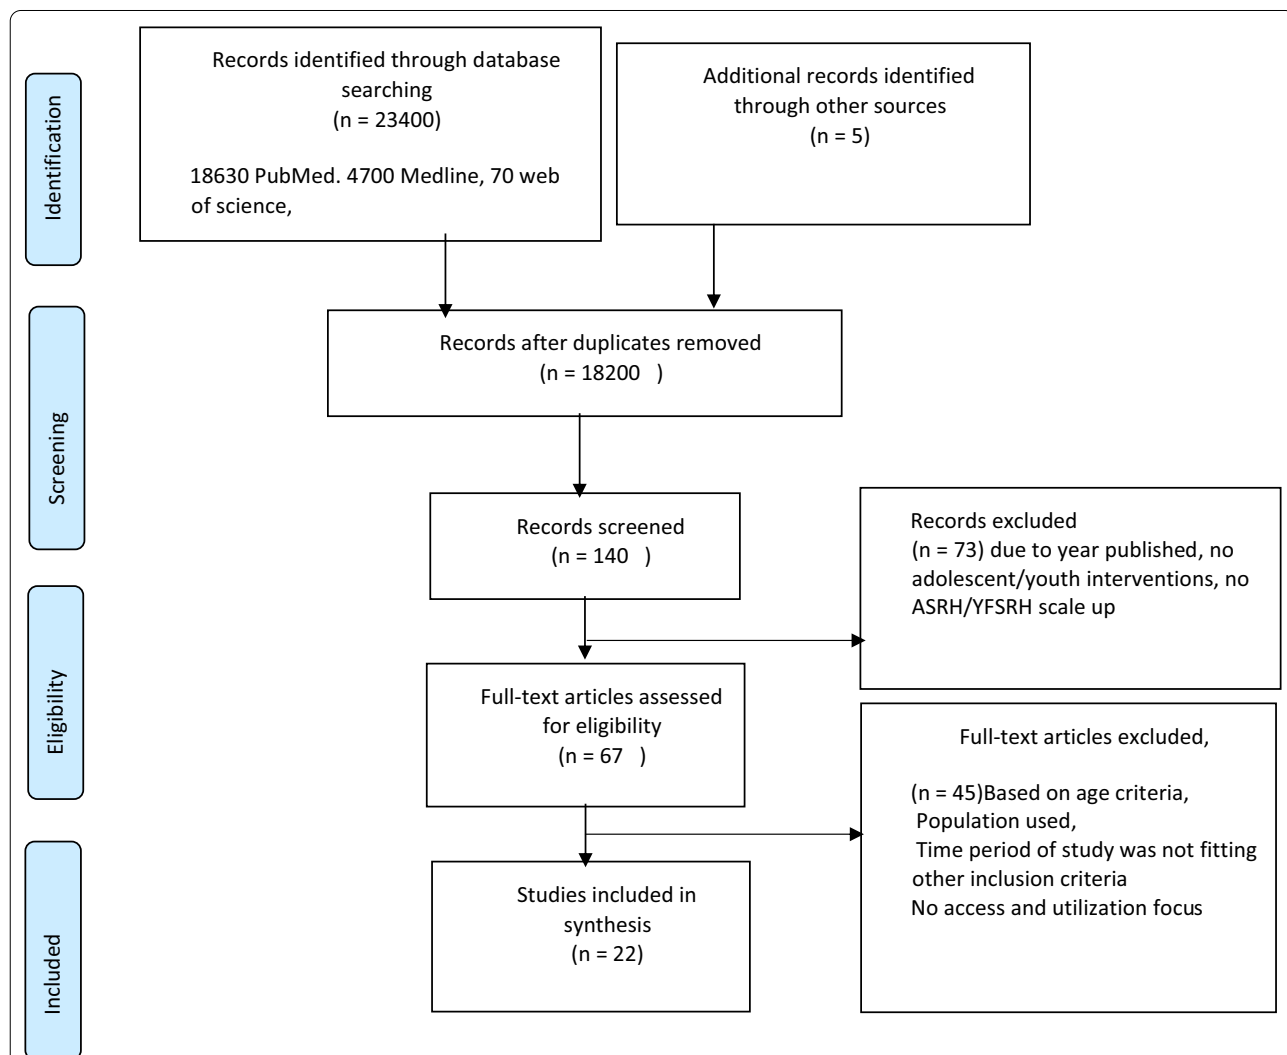 Identification
Records identified through database
searching
(n = 23400)
18630 PubMed. 4700 Medline, 70 web
of science,
Additional records identified
through other sources
(n = 5)
Records after duplicates removed
(n = 18200 )
Screening
Records screened
(n = 140 )
Records excluded
(n = 73) due to year published, no
adolescent/youth interventions, no
ASRH/YFSRH scale up
Eligibility
Full-text articles assessed
for eligibility
(n = 67 )
Full-text articles excluded,
(n = 45)Based on age criteria,
Population used,
Time period of study was not fitting
other inclusion criteria
No access and utilization focus
Included
Studies included in
synthesis
(n = 22)